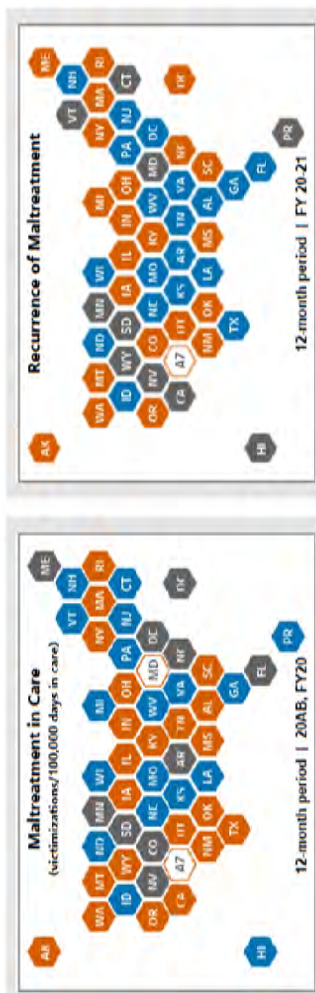 Maltreatment in Care
(victimizations/100,000 days in care)
AK ME
VT NH
WA MT ND MN WI MI NY MA RI
ID WY SD IA IL IN OH PA NJ CT
OR NV CO NE MO KY WV MD DE
CA A7 UT KS AR TN VA NC DC
NM OK LA MS AL SC
TX GA
HI FL
PR
12-month period | 20AB, FY20
Recurrence of Maltreatment
AK ME
VT NH
WA MT ND MN WI MI NY MA RI
ID WY SD IA IL IN OH PA NJ CT
OR NV CO NE MO KY WV MD DE
CA A7 UT KS AR TN VA NC DC
NM OK LA MS AL SC
TX GA
HI FL
PR
12-month period | FY 20-21